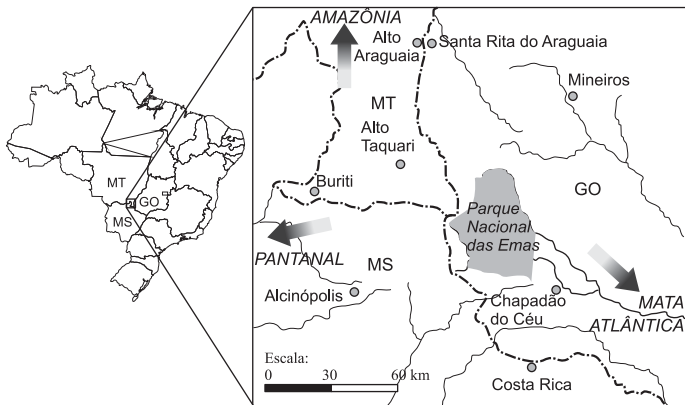 MT
GO
MS
AMAZÔNIA
Alto
Araguaia
Santa Rita do Araguaia
Mineiros
MT
Alto
Taquari
Buriti
GO
Parque
Nacional
das Emas
PANTANAL
MS
Alcinópolis
Chapadão
do Céu
MATA
ATLÂNTICA
Escala:
0 30 60 km
Costa Rica